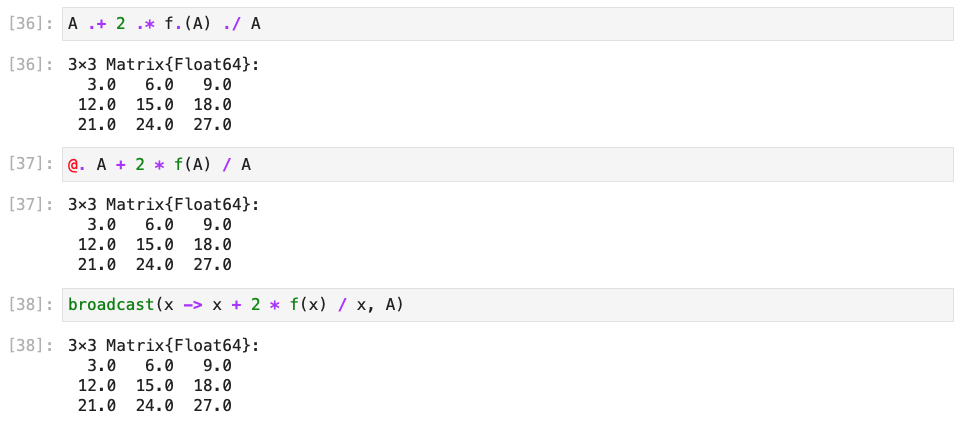 [36]: A .+ 2 .* f.(A) ./ A
[36]: 3×3 Matrix{Float64}:
3.0 6.0 9.0
12.0 15.0 18.0
21.0 24.0 27.0
[37]: @. A + 2 * f(A) / A
[37]: 3×3 Matrix{Float64}:
3.0 6.0 9.0
12.0 15.0 18.0
21.0 24.0 27.0
[38]: broadcast(x -> x + 2 * f(x) / x, A)
[38]: 3×3 Matrix{Float64}:
3.0 6.0 9.0
12.0 15.0 18.0
21.0 24.0 27.0